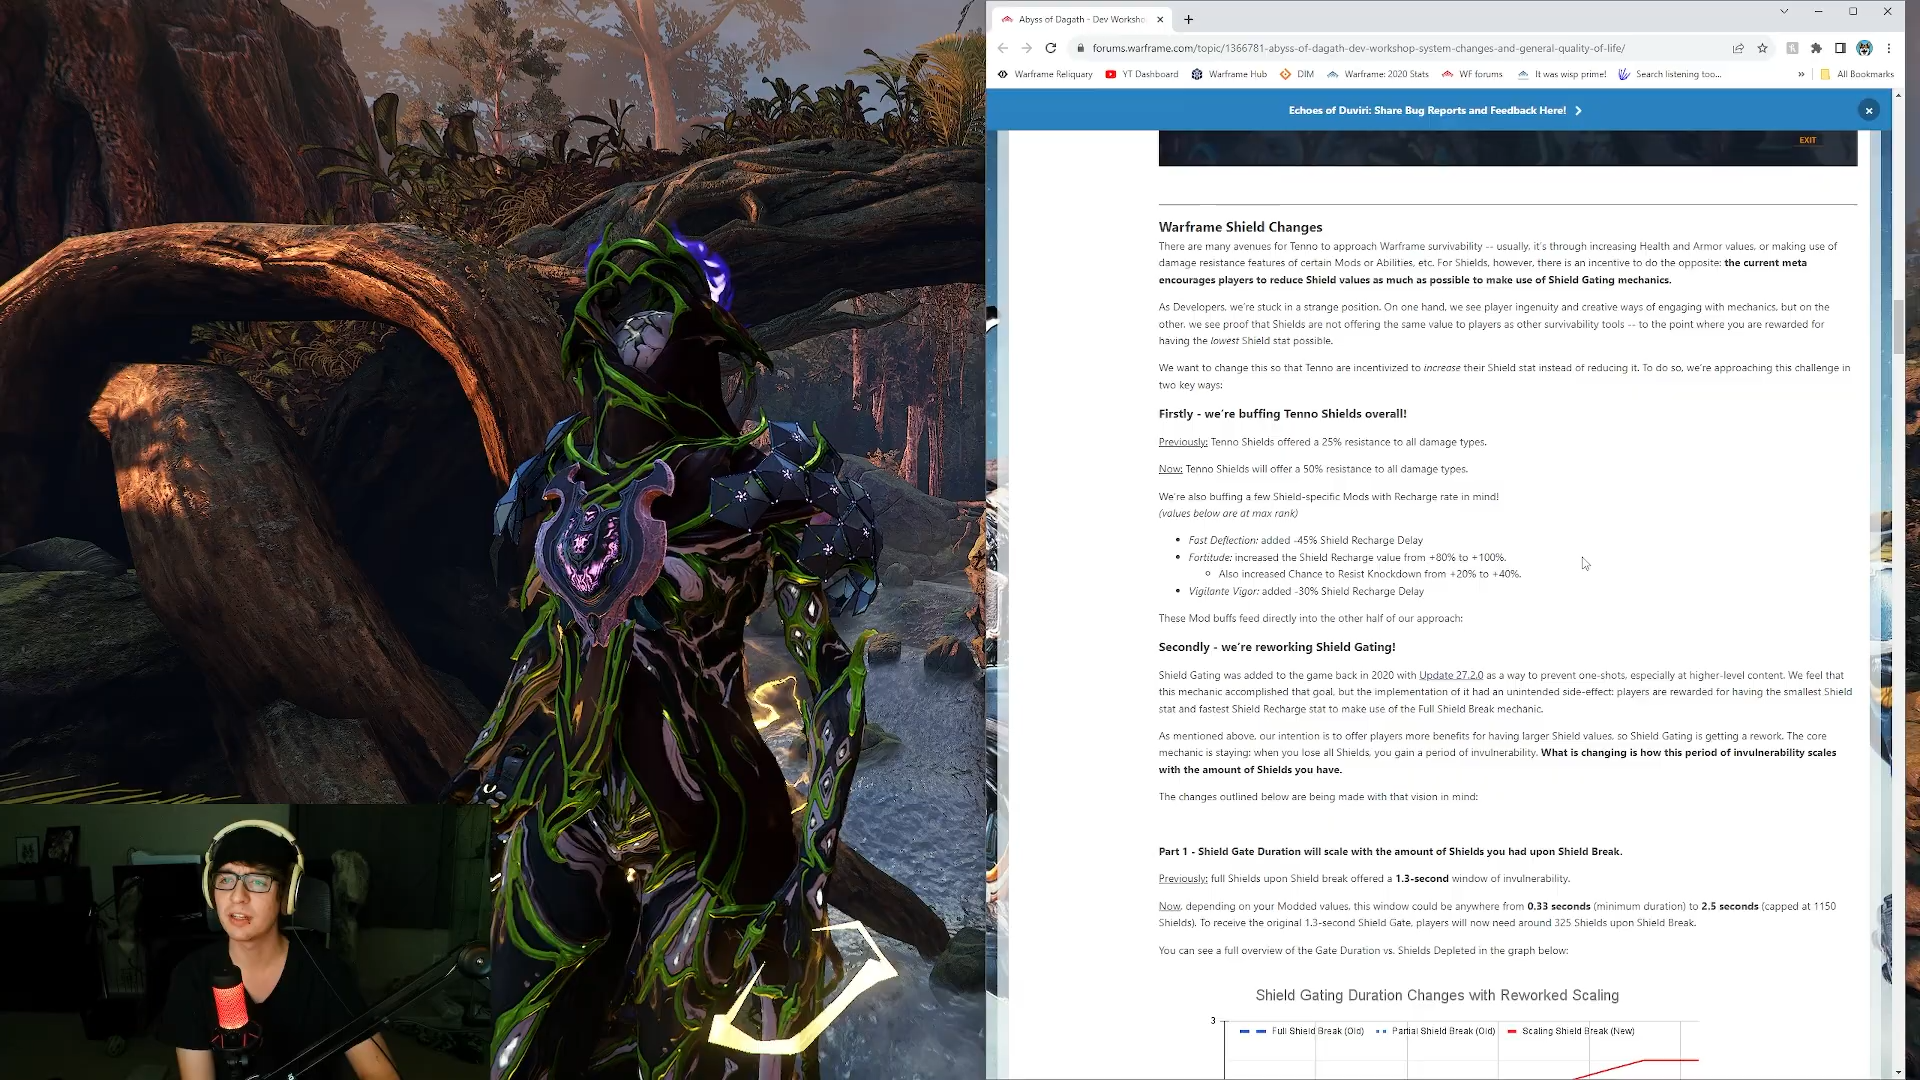 Abyss of Dagath - Dev Worksho
forums.warframe.com/topic/1366781-abyss-of-dagath-dev-workshop-system-changes-and-general-quality-of-life/
Warframe Reliquary YT Dashboard Warframe Hub DIM Warframe: 2020 Stats WF forums It was wisp prime! Search listening too... » All Bookmarks
Echoes of Duviri: Share Bug Reports and Feedback Here!
EXIT
Warframe Shield Changes
There are many avenues for Tenno to approach Warframe survivability -- usually, it's through increasing Health and Armor values, or making use of
damage resistance features of certain Mods or Abilities, etc. For Shields, however, there is an incentive to do the opposite: the current meta
encourages players to reduce Shield values as much as possible to make use of Shield Gating mechanics.
As Developers, we're stuck in a strange position. On one hand, we see player ingenuity and creative ways of engaging with mechanics, but on the
other, we see proof that Shields are not offering the same value to players as other survivability tools -- to the point where you are rewarded for
having the lowest Shield stat possible.
We want to change this so that Tenno are incentivized to increase their Shield stat instead of reducing it. To do so, we're approaching this challenge in
two key ways:
Firstly - we're buffing Tenno Shields overall!
Previously: Tenno Shields offered a 25% resistance to all damage types.
Now: Tenno Shields will offer a 50% resistance to all damage types.
We're also buffing a few Shield-specific Mods with Recharge rate in mind!
(values below are at max rank)
Fast Deflection: added -45% Shield Recharge Delay
Fortitude: increased the Shield Recharge value from +80% to +100%.
Also increased Chance to Resist Knockdown from +20% to +40%.
Vigilante Vigor: added -30% Shield Recharge Delay
These Mod buffs feed directly into the other half of our approach:
Secondly - we're reworking Shield Gating!
Shield Gating was added to the game back in 2020 with Update 27.2.0 as a way to prevent one-shots, especially at higher-level content. We feel that
this mechanic accomplished that goal, but the implementation of it had an unintended side-effect: players are rewarded for having the smallest Shield
stat and fastest Shield Recharge stat to make use of the Full Shield Break mechanic.
As mentioned above, our intention is to offer players more benefits for having larger Shield values, so Shield Gating is getting a rework. The core
mechanic is staying: when you lose all Shields, you gain a period of invulnerability. What is changing is how this period of invulnerability scales
with the amount of Shields you have.
The changes outlined below are being made with that vision in mind:
Part 1 - Shield Gate Duration will scale with the amount of Shields you had upon Shield Break.
Previously: full Shields upon Shield break offered a 1.3-second window of invulnerability.
Now, depending on your Modded values, this window could be anywhere from 0.33 seconds (minimum duration) to 2.5 seconds (capped at 1150
Shields). To receive the original 1.3-second Shield Gate, players will now need around 325 Shields upon Shield Break.
You can see a full overview of the Gate Duration vs. Shields Depleted in the graph below:
Shield Gating Duration Changes with Reworked Scaling
3
Full Shield Break (Old) Partial Shield Break (Old) Scaling Shield Break (New)